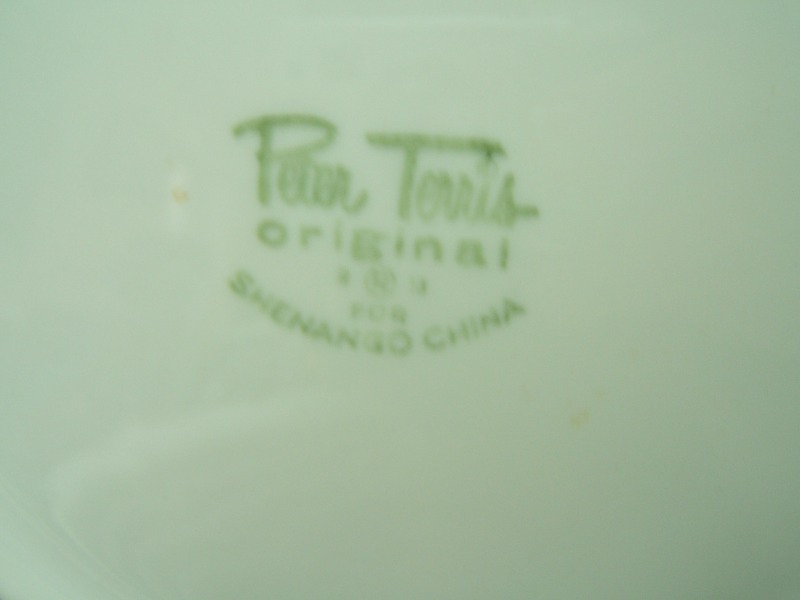 Peter Terris
original
FOR
SHENANGO CHINA